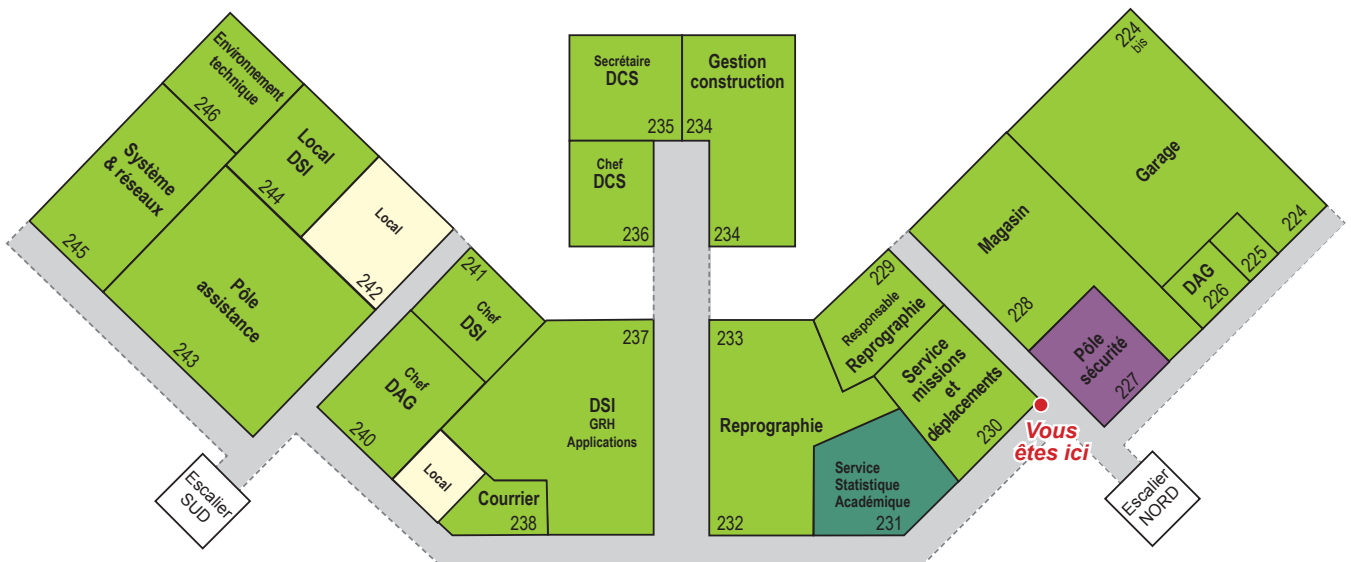 Environnement
technique
246
Système
& réseaux
245
Local
DSI
244
Local
242
Pôle
assistance
243
241
Chef
DSI
Chef
DAG
240
Local
Courrier
238
237
DSI
GRH
Applications
Escalier
SUD
Secrétaire
DCS
235
Gestion
construction
234
Chef
DCS
236
234
233
Reprographie
232
229
Responsable
Reprographie
Service
missions
et
déplacements
230
Service
Statistique
Académique
231
Vous
êtes ici
224
bis
Garage
224
225
DAG
226
Magasin
228
Pôle
sécurité
227
Escalier
NORD